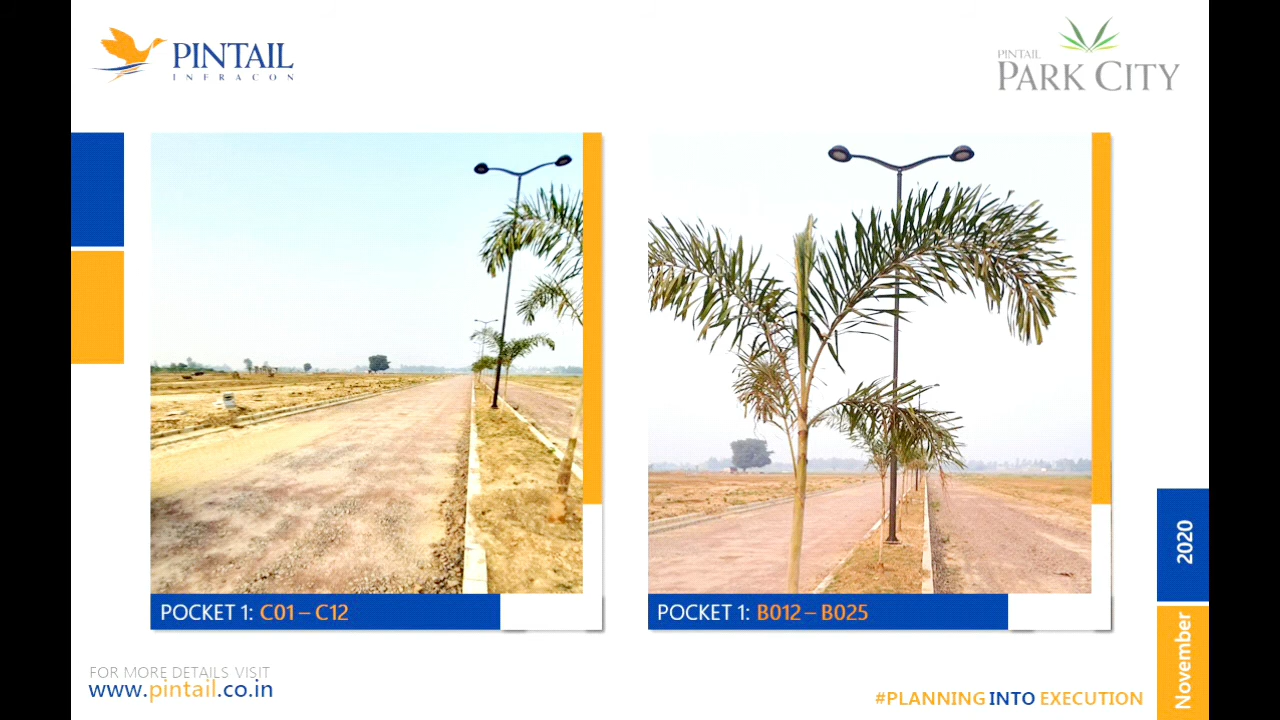 PINTAIL
INFRACON
PINTAIL
PARK CITY
POCKET 1: C01 – C12
POCKET 1: B012 – B025
2020
November
FOR MORE DETAILS VISIT
www.pintail.co.in
#PLANNING INTO EXECUTION